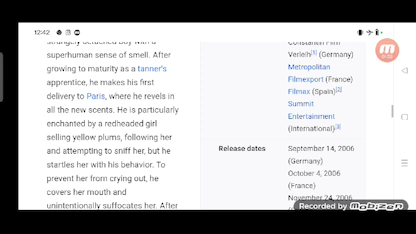 12:42
strangely detached boy with a
superhuman sense of smell. After
growing to maturity as a tanner's
apprentice, he makes his first
delivery to Paris, where he revels in
all the new scents. He is particularly
enchanted by a redheaded girl
selling yellow plums, following her
and attempting to sniff her, but
he startles her with his behavior. To
prevent her from crying out, he
covers her mouth and
unintentionally suffocates her. After
Constantin Film
Verleih[1] (Germany)
Metropolitan
Filmexport (France)
Filmax (Spain)[2]
Summit
Entertainment
(International)[3]
Release dates
September 14, 2006
(Germany)
October 4, 2006
(France)
November 24, 2006
Recorded by Mobizen